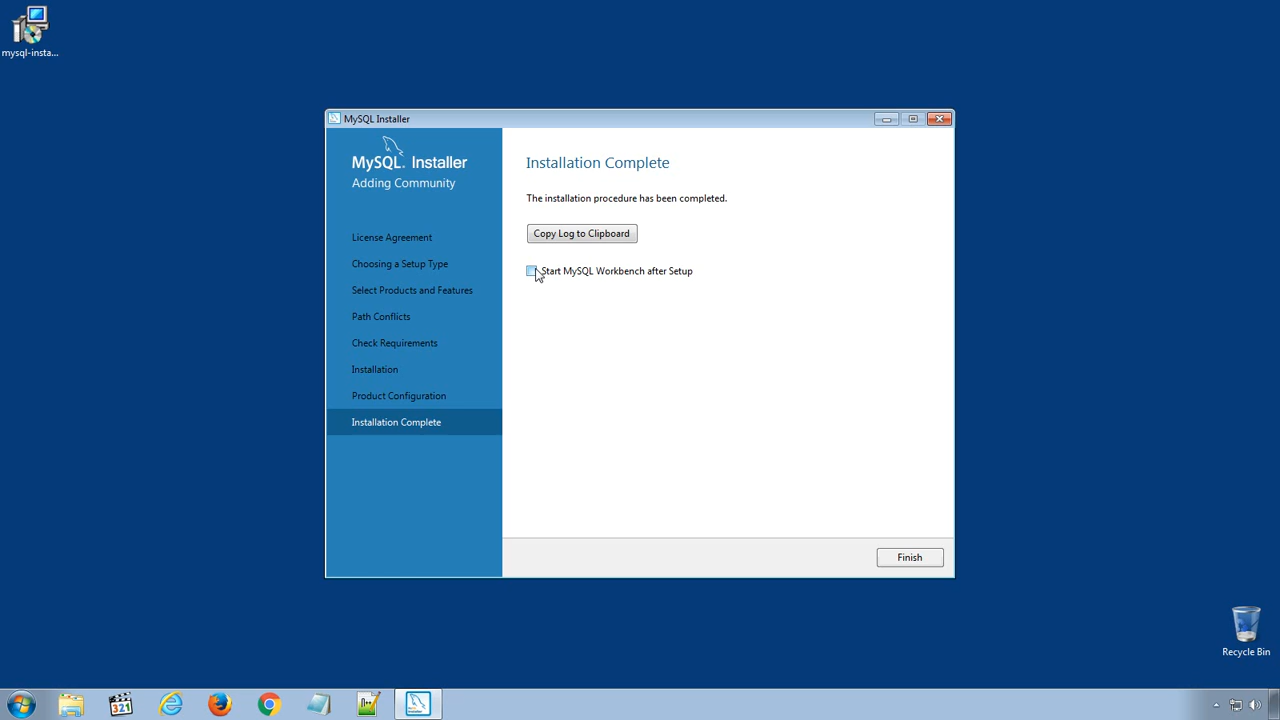 mysql-insta...
MySQL Installer
MySQL. Installer
Adding Community
License Agreement
Choosing a Setup Type
Select Products and Features
Path Conflicts
Check Requirements
Installation
Product Configuration
Installation Complete
Installation Complete
The installation procedure has been completed.
Copy Log to Clipboard
Start MySQL Workbench after Setup
Finish
Recycle Bin
321